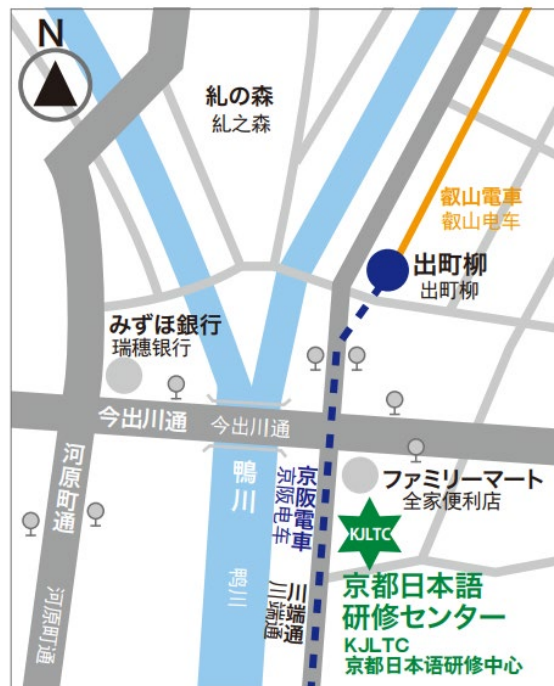 N
糺の森
糺之森
叡山電車
叡山电车
出町柳
出町柳
みずほ銀行
瑞穗银行
今出川通
今出川通
河原町通
河原町通
鴨川
鸭川
京阪電車
京阪电车
ファミリーマート
全家便利店
KJLTC
川端通
川端通
京都日本語
研修センター
KJLTC
京都日本语研修中心